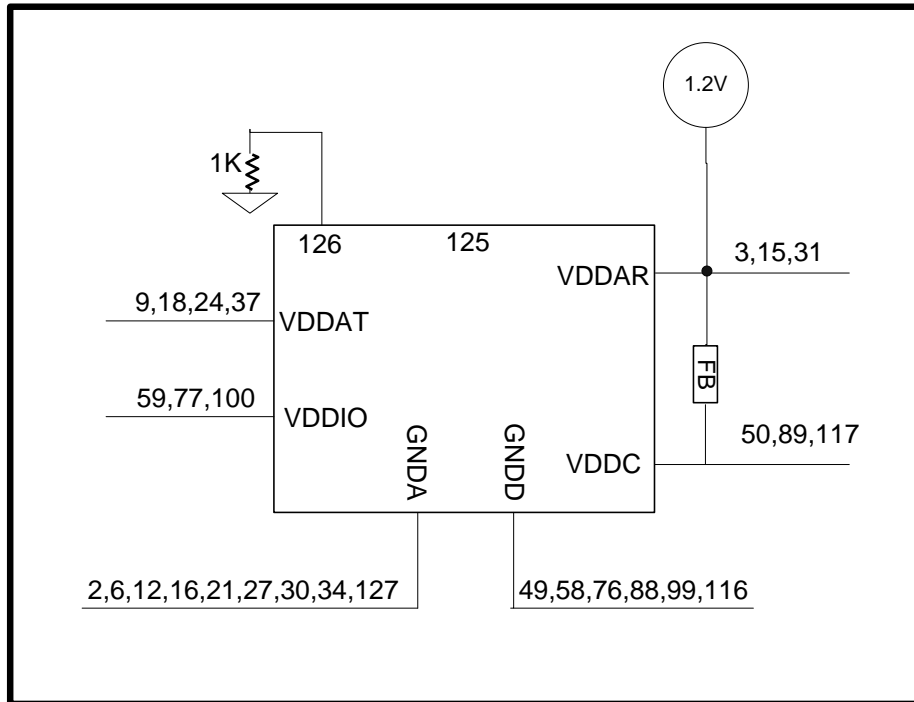 1.2V
1K
126
125
VDDAR
3,15,31
9,18,24,37
VDDAT
FB
59,77,100
VDDIO
GNDA
GNDD
VDDC
50,89,117
2,6,12,16,21,27,30,34,127
49,58,76,88,99,116